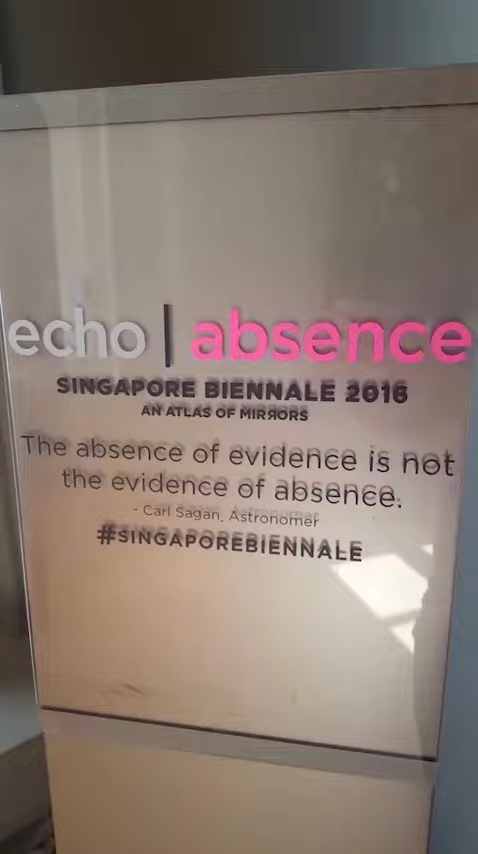 echo | absence
SINGAPORE BIENNALE 2016
AN ATLAS OF MIRRORS
The absence of evidence is not
the evidence of absence.
- Carl Sagan, Astronomer
#SINGAPOREBIENNALE